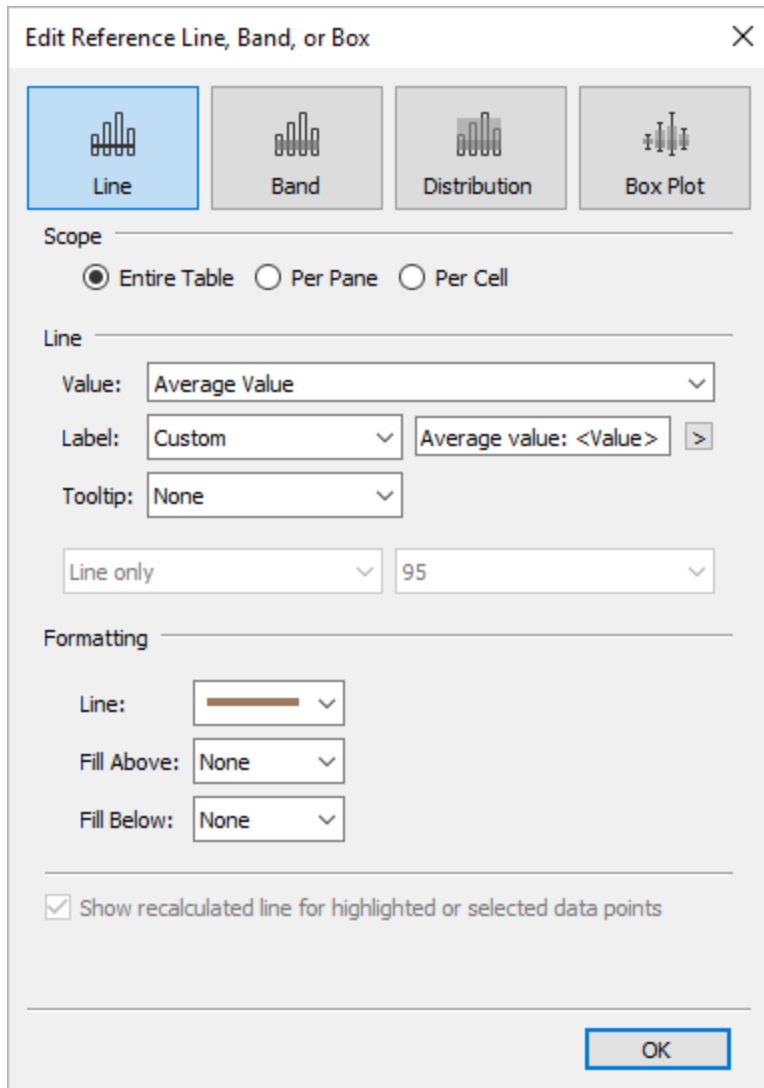 Edit Reference Line, Band, or Box
Line Band Distribution Box Plot
Scope
Entire Table Per Pane Per Cell
Line
Value: Average Value
Label: Custom Average value: <Value> >
Tooltip: None
Line only 95
Formatting
Line:
Fill Above: None
Fill Below: None
Show recalculated line for highlighted or selected data points
OK